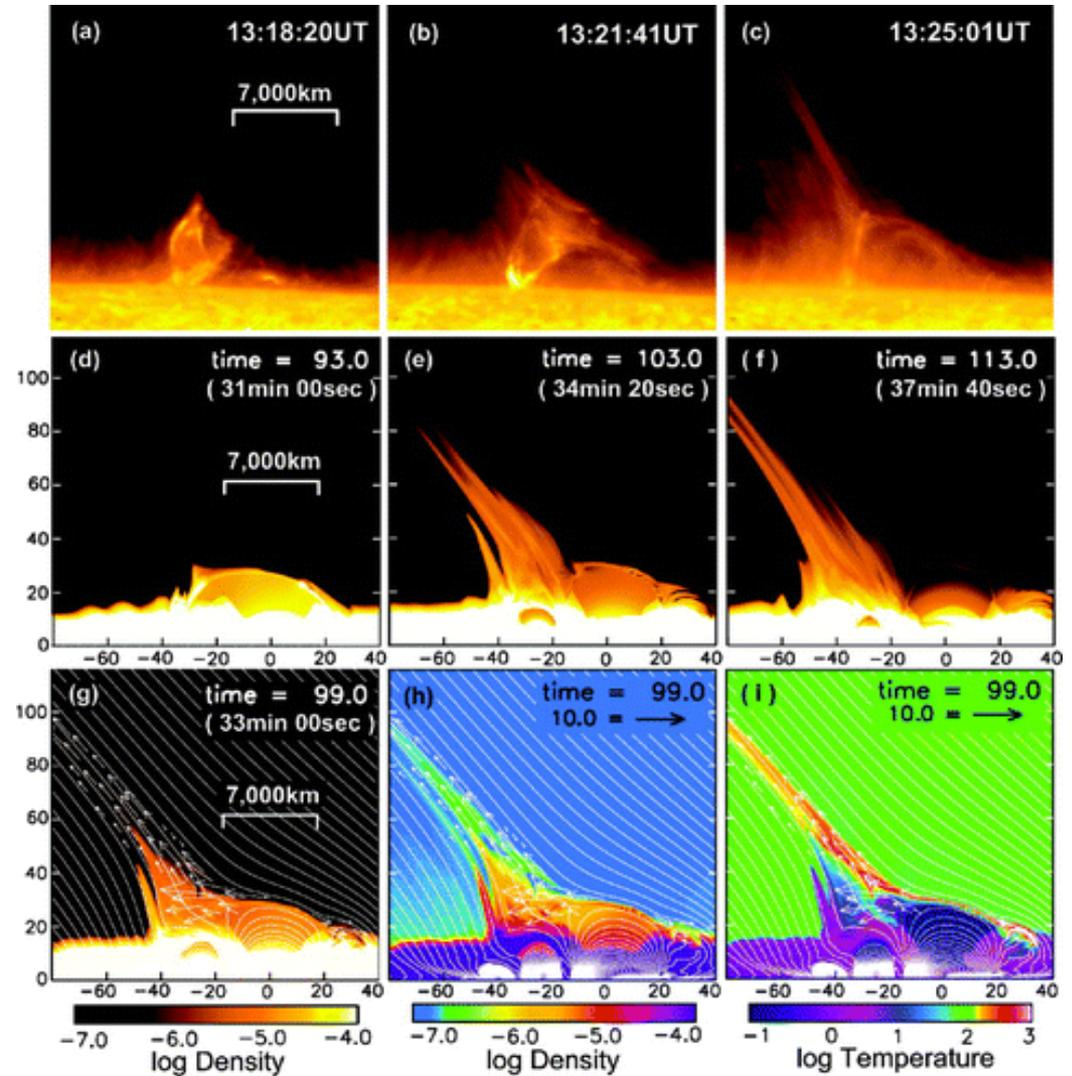 (a) 13:18:20UT
7,000km
(b) 13:21:41UT
(c) 13:25:01UT
(d) time = 93.0
( 31min 00sec )
7,000km
100
80
60
40
20
0
−60 −40 −20 0 20 40
(e) time = 103.0
( 34min 20sec )
−60 −40 −20 0 20 40
(f) time = 113.0
( 37min 40sec )
−60 −40 −20 0 20 40
(g) time = 99.0
( 33min 00sec )
7,000km
100
80
60
40
20
0
−60 −40 −20 0 20 40
(h) time = 99.0
10.0 =
−60 −40 −20 0 20 40
(i) time = 99.0
10.0 =
−60 −40 −20 0 20 40
−7.0 −6.0 −5.0 −4.0
log Density
−7.0 −6.0 −5.0 −4.0
log Density
−1 0 1 2 3
log Temperature